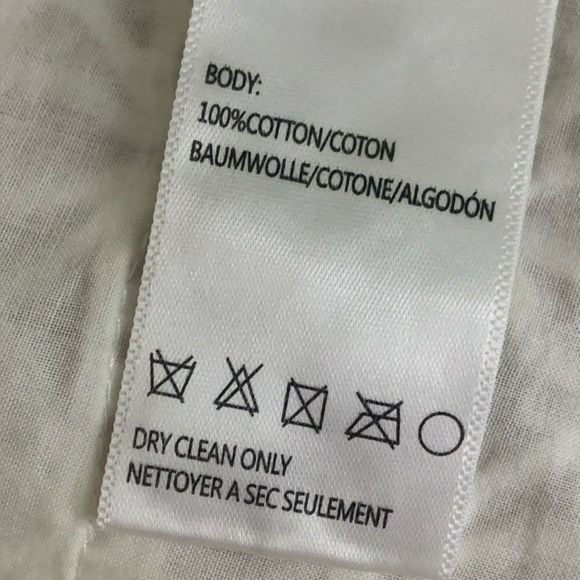 BODY:
100%COTTON/COTON
BAUMWOLLE/COTONE/ALGODÓN
DRY CLEAN ONLY
NETTOYER A SEC SEULEMENT